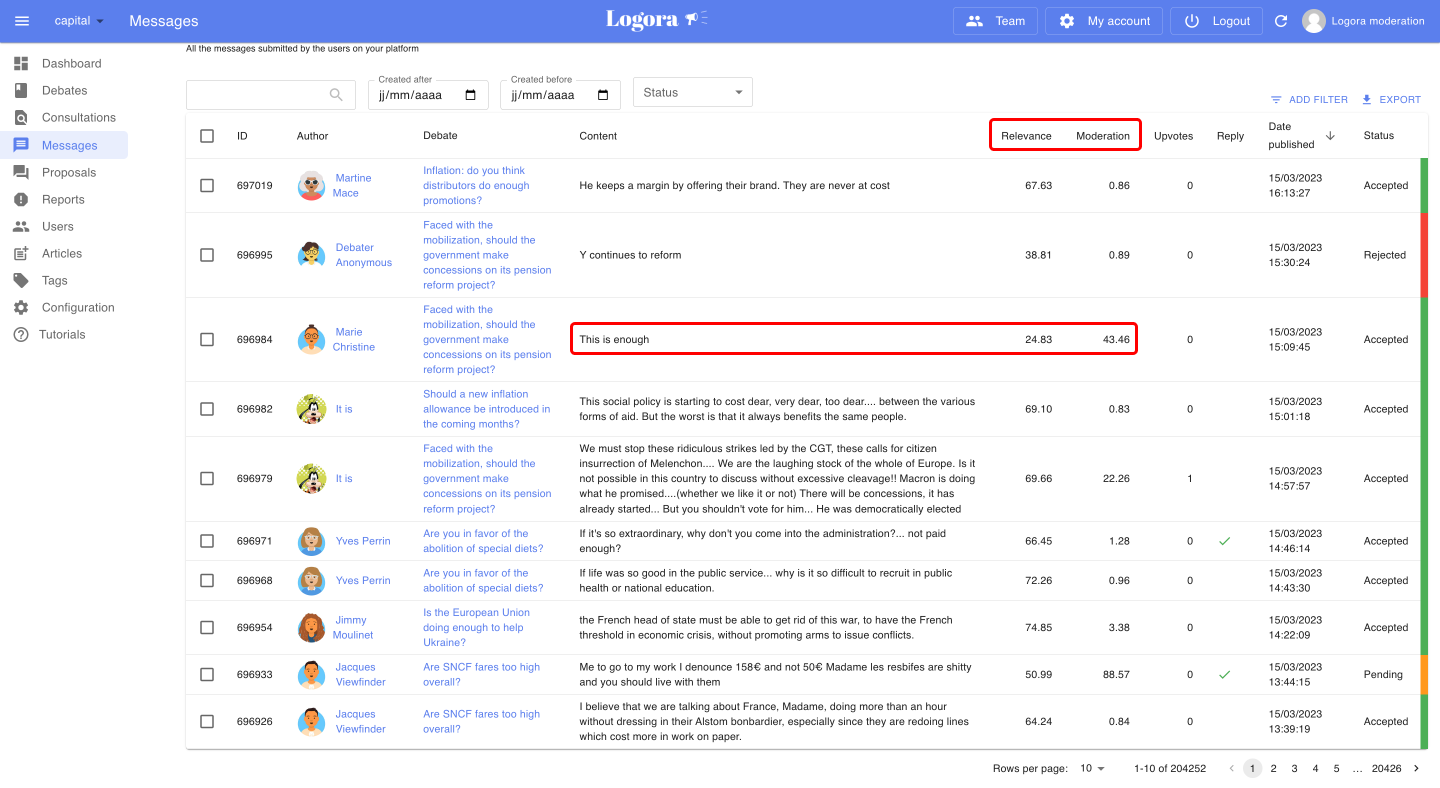 capital Messages Logora Team My account Logout Logora moderation
All the messages submitted by the users on your platform
Dashboard
Debates
Consultations
Messages
Proposals
Reports
Users
Articles
Tags
Configuration
Tutorials
Created after
jj/mm/aaaa
Created before
jj/mm/aaaa
Status
ADD FILTER EXPORT
ID Author Debate Content Relevance Moderation Upvotes Reply Date
published Status
697019
Martine
Mace
Inflation: do you think
distributors do enough
promotions?
He keeps a margin by offering their brand. They are never at cost
67.63 0.86 0
15/03/2023
16:13:27
Accepted
696995
Debater
Anonymous
Faced with the
mobilization, should the
government make
concessions on its pension
reform project?
Y continues to reform
38.81 0.89 0
15/03/2023
15:30:24
Rejected
696984
Marie
Christine
Faced with the
mobilization, should the
government make
concessions on its pension
reform project?
This is enough
24.83 43.46 0
15/03/2023
15:09:45
Accepted
696982
It is
Should a new inflation
allowance be introduced in
the coming months?
This social policy is starting to cost dear, very dear, too dear.... between the various
forms of aid. But the worst is that it always benefits the same people.
69.10 0.83 0
15/03/2023
15:01:18
Accepted
696979
It is
Faced with the
mobilization, should the
government make
concessions on its pension
reform project?
We must stop these ridiculous strikes led by the CGT, these calls for citizen
insurrection of Melenchon.... We are the laughing stock of the whole of Europe. Is it
not possible in this country to discuss without excessive cleavage!! Macron is doing
what he promised....(whether we like it or not) There will be concessions, it has
already started... But you shouldn't vote for him... He was democratically elected
69.66 22.26 1
15/03/2023
14:57:57
Accepted
696971
Yves Perrin
Are you in favor of the
abolition of special diets?
If it's so extraordinary, why don't you come into the administration?... not paid
enough?
66.45 1.28 0
15/03/2023
14:46:14
Accepted
696968
Yves Perrin
Are you in favor of the
abolition of special diets?
If life was so good in the public service... why is it so difficult to recruit in public
health or national education.
72.26 0.96 0
15/03/2023
14:43:30
Accepted
696954
Jimmy
Moulinet
Is the European Union
doing enough to help
Ukraine?
the French head of state must be able to get rid of this war, to have the French
threshold in economic crisis, without promoting arms to issue conflicts.
74.85 3.38 0
15/03/2023
14:22:09
Accepted
696933
Jacques
Viewfinder
Are SNCF fares too high
overall?
Me to go to my work I denounce 158€ and not 50€ Madame les resbifes are shitty
and you should live with them
50.99 88.57 0
15/03/2023
13:44:15
Pending
696926
Jacques
Viewfinder
Are SNCF fares too high
overall?
I believe that we are talking about France, Madame, doing more than an hour
without dressing in their Alstom bombardier, especially since they are redoing lines
which cost more in work on paper.
64.24 0.84 0
15/03/2023
13:39:19
Accepted
Rows per page: 10 1-10 of 204252 1 2 3 4 5 ... 20426